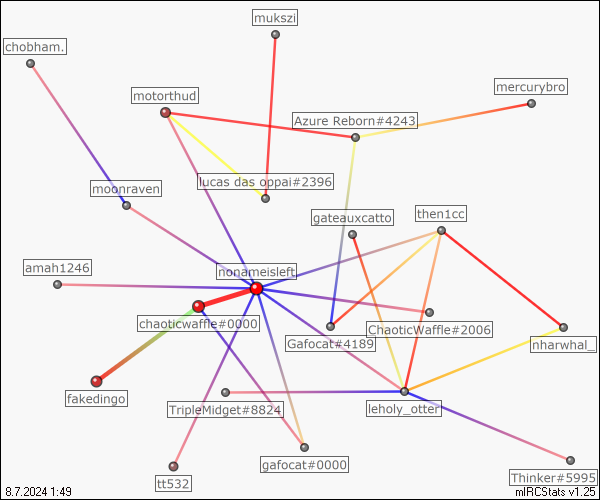 mukszi
chobham.
motorthud
mercurybro
Azure Reborn#4243
lucas das oppai#2396
moonraven
gateauxcatto
then1cc
amah1246
nonameisleft
chaoticwaffle#0000
ChaoticWaffle#2006
Gafocat#4189
nharwhal_
fakedingo
TripleMidget#8824
leholy_otter
gafocat#0000
tt532
Thinker#5995
8.7.2024 1:49
mIRCStats v1.25